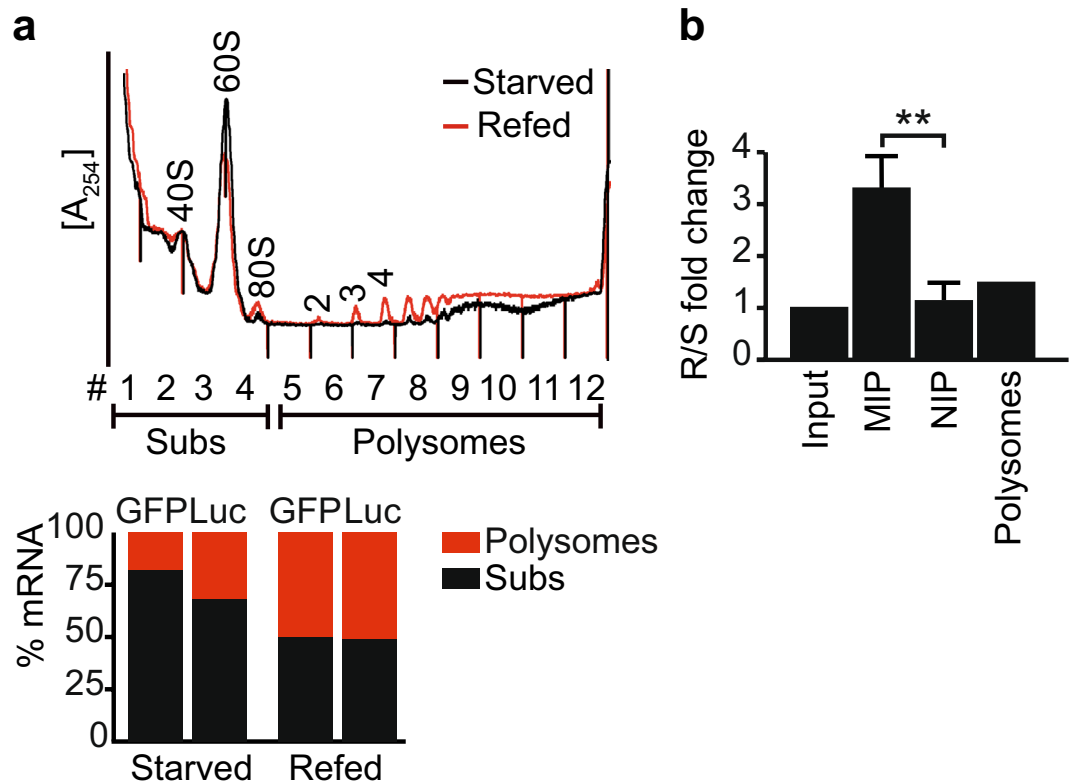 a
[A254]
40S
60S
80S
2
3
4
Starved
Refed
# 1 2 3 4 5 6 7 8 9 10 11 12
Subs Polysomes
GFP Luc GFP Luc
% mRNA
100
75
50
25
0
Starved Refed
Polysomes
Subs
b
**
R/S fold change
4
3
2
1
0
Input
MIP
NIP
Polysomes